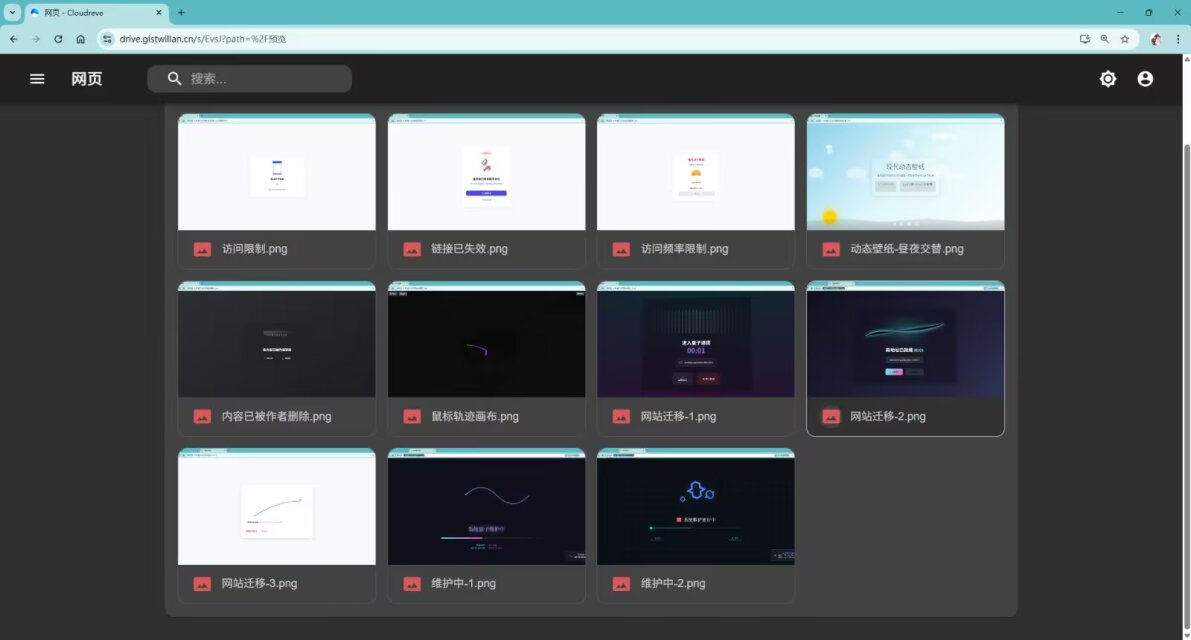 网页 - Cloudreve
drive.gistwillan.cn/s/EvsJ?path=%2F预览
网页
搜索...
现代动态壁纸
访问限制.png
链接已失效.png
访问频率限制.png
动态壁纸-昼夜交替.png
进入量子通道
00:01
内容已被作者删除.png
鼠标轨迹画布.png
网站迁移-1.png
网站迁移-2.png
网站迁移-3.png
维护中-1.png
维护中-2.png